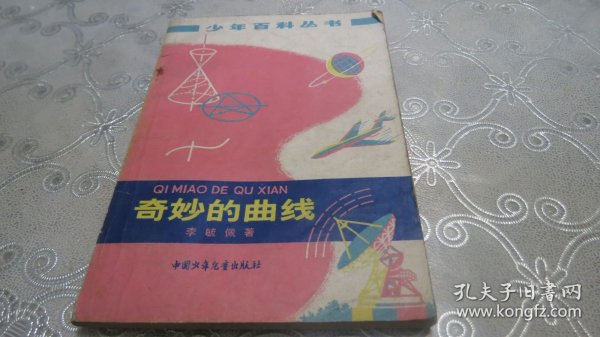 少年百科丛书
QI MIAO DE QU XIAN
奇妙的曲线
李毓佩著
中国少年儿童出版社
孔夫子旧书网
www.kongfz.com